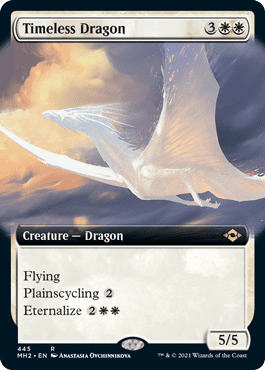 Timeless Dragon 3
Creature — Dragon
Flying
Plainscycling 2
Eternalize 2
5/5
445 R
MH2 • EN Anastasia Ovchinnikova ™ & © 2021 Wizards of the Coast